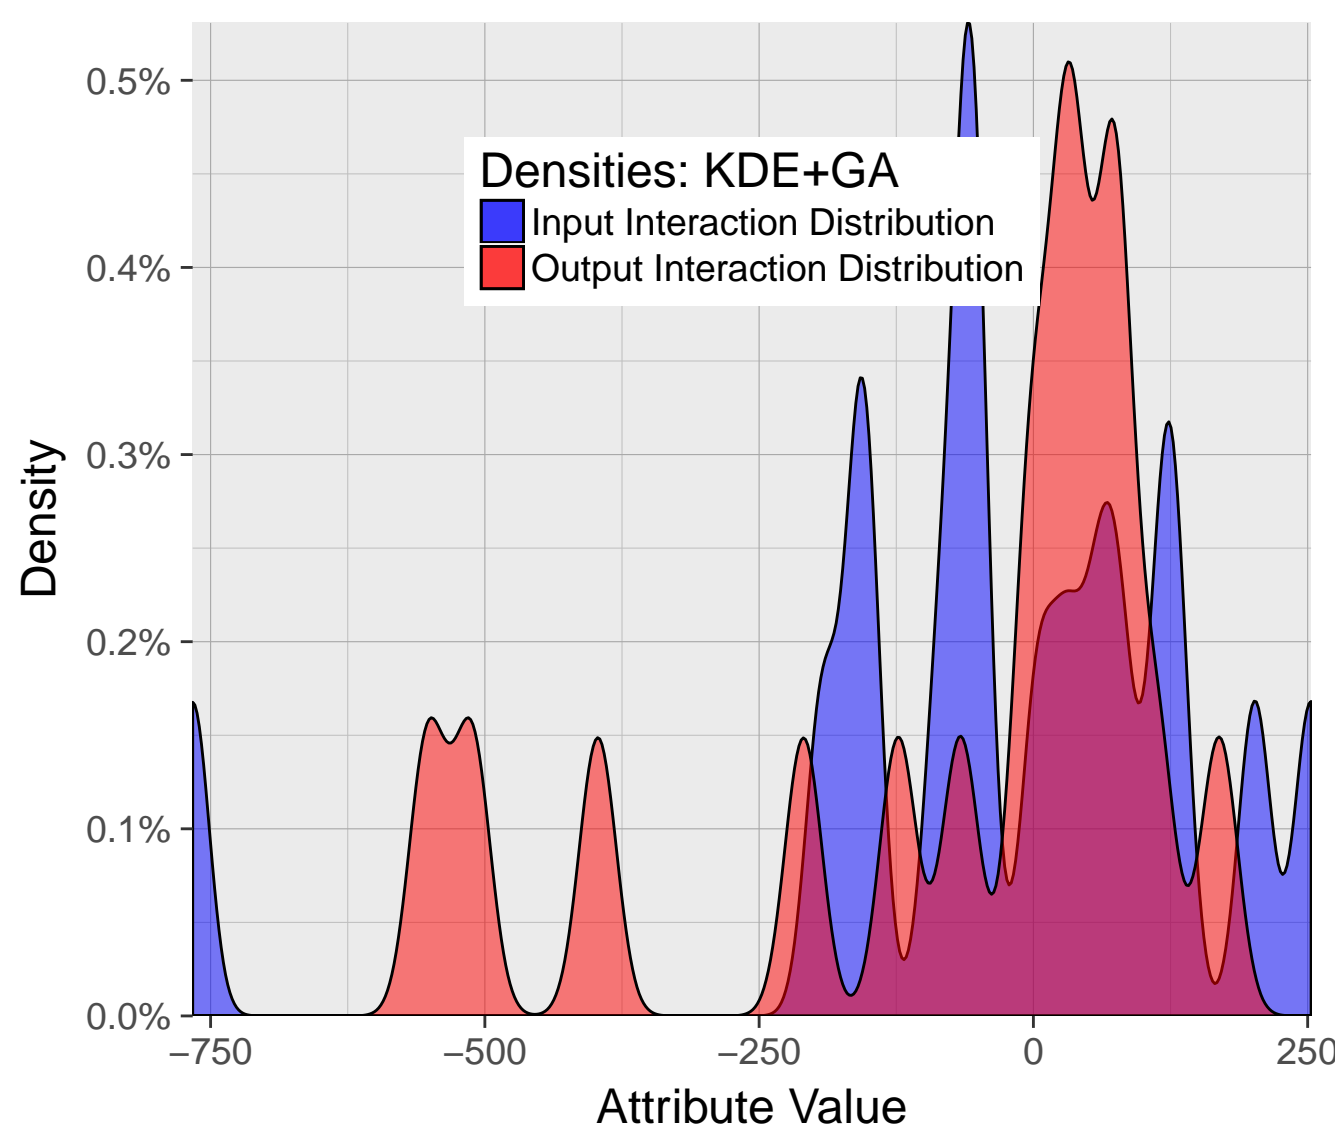 Densities: KDE+GA
Input Interaction Distribution
Output Interaction Distribution
Density
0.5%
0.4%
0.3%
0.2%
0.1%
0.0%
−750
−500
−250
0
250
Attribute Value